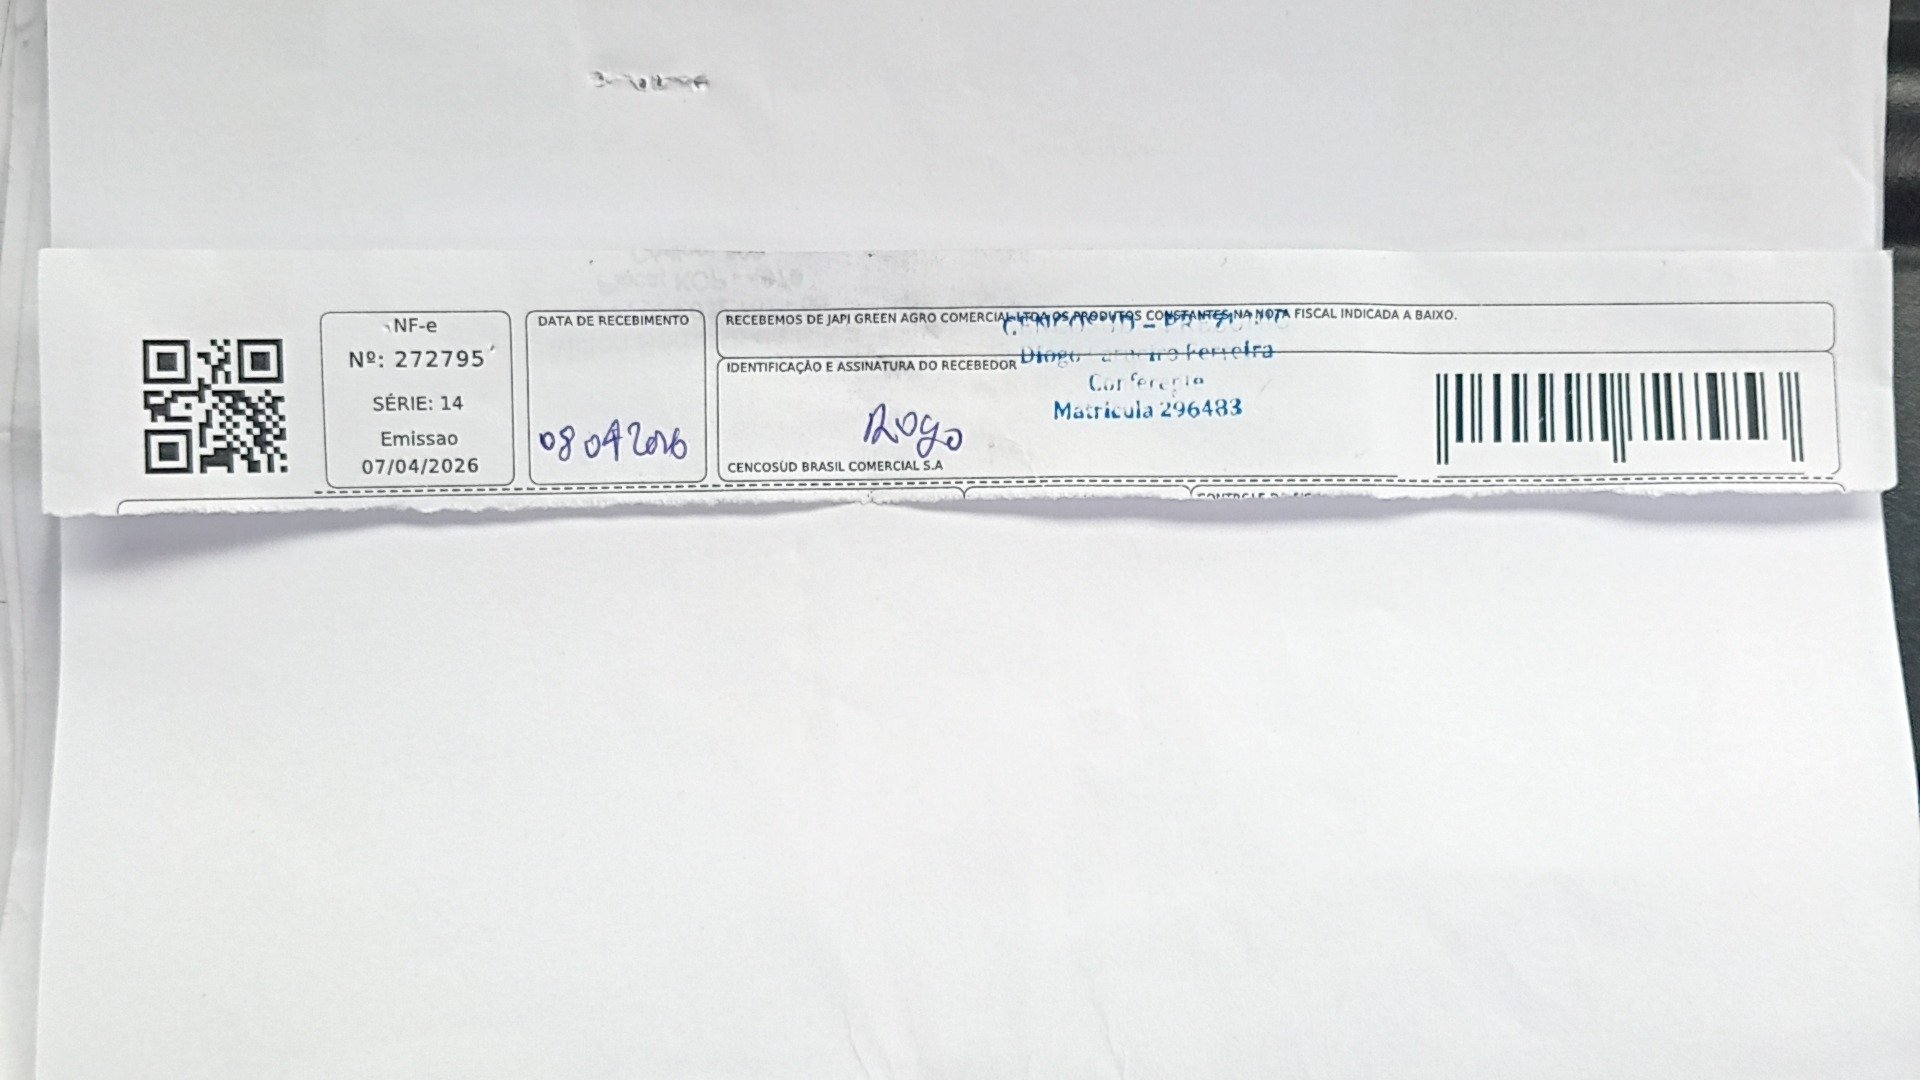 NF-e
Nº: 272795
SÉRIE: 14
Emissao
07/04/2026
DATA DE RECEBIMENTO
08 04 2026
RECEBEMOS DE JAPI GREEN AGRO COMERCIAL LTDA OS PRODUTOS CONSTANTES NA NOTA FISCAL INDICADA A BAIXO.
IDENTIFICAÇÃO E ASSINATURA DO RECEBEDOR
Diogo Ferreira
Conferente
Matricula 296483
CENCOSUD BRASIL COMERCIAL S.A